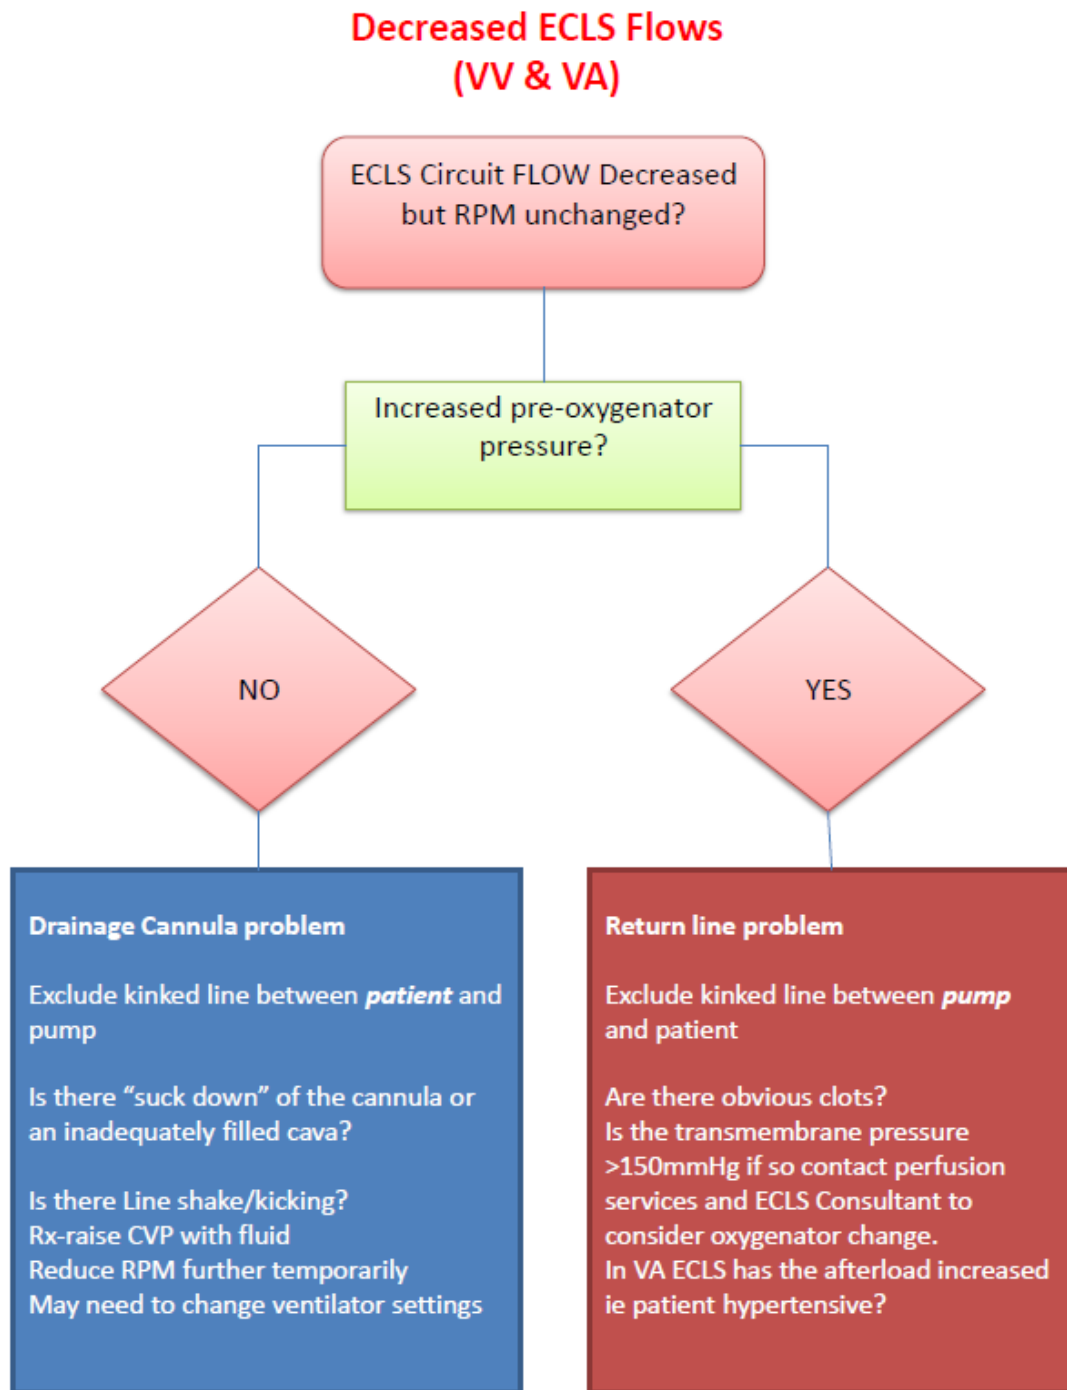 Decreased ECLS Flows
(VV & VA)
ECLS Circuit FLOW Decreased
but RPM unchanged?
Increased pre-oxygenator
pressure?
NO
YES
Drainage Cannula problem
Exclude kinked line between patient and
pump
Is there “suck down” of the cannula or
an inadequately filled cava?
Is there Line shake/kicking?
Rx-raise CVP with fluid
Reduce RPM further temporarily
May need to change ventilator settings
Return line problem
Exclude kinked line between pump
and patient
Are there obvious clots?
Is the transmembrane pressure
>150mmHg if so contact perfusion
services and ECLS Consultant to
consider oxygenator change.
In VA ECLS has the afterload increased
ie patient hypertensive?